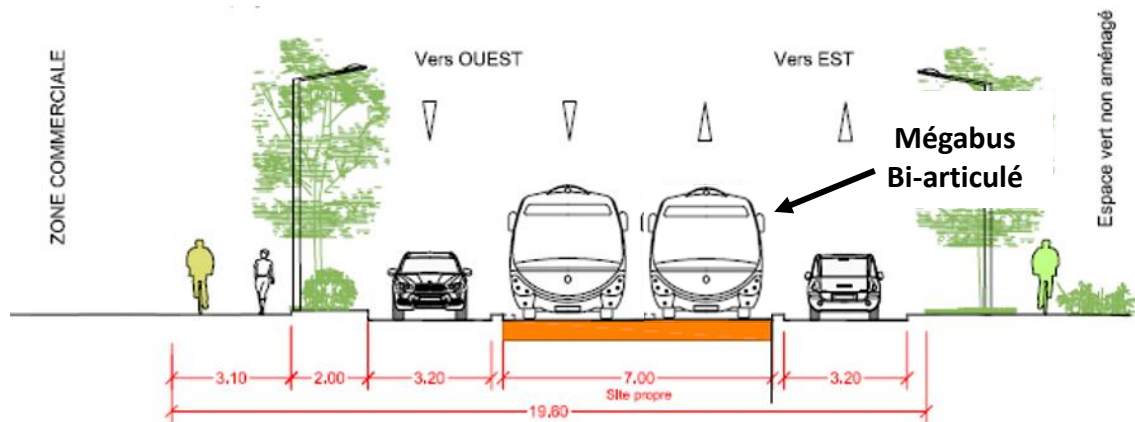 ZONE COMMERCIALE
Vers OUEST
Vers EST
Mégabus
Bi-articulé
Espace vert non aménagé
3.10
2.00
3.20
7.00
3.20
Site propre
19.60